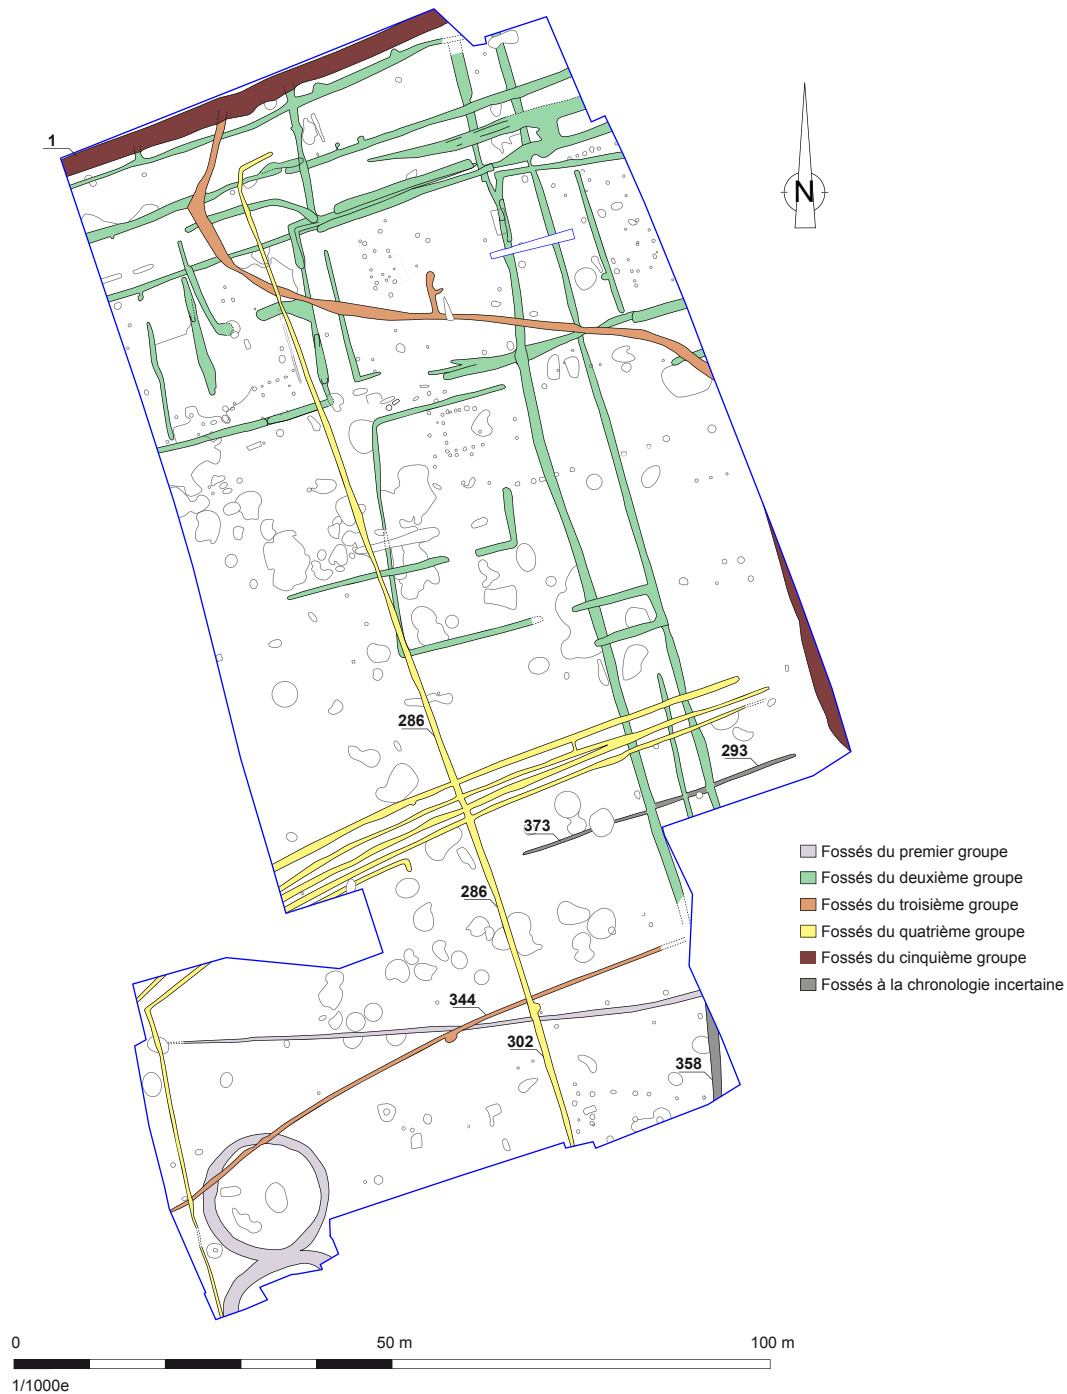 1
N
286
293
373
286
344
302
358
Fossés du premier groupe
Fossés du deuxième groupe
Fossés du troisième groupe
Fossés du quatrième groupe
Fossés du cinquième groupe
Fossés à la chronologie incertaine
0 50 m 100 m
1/1000e